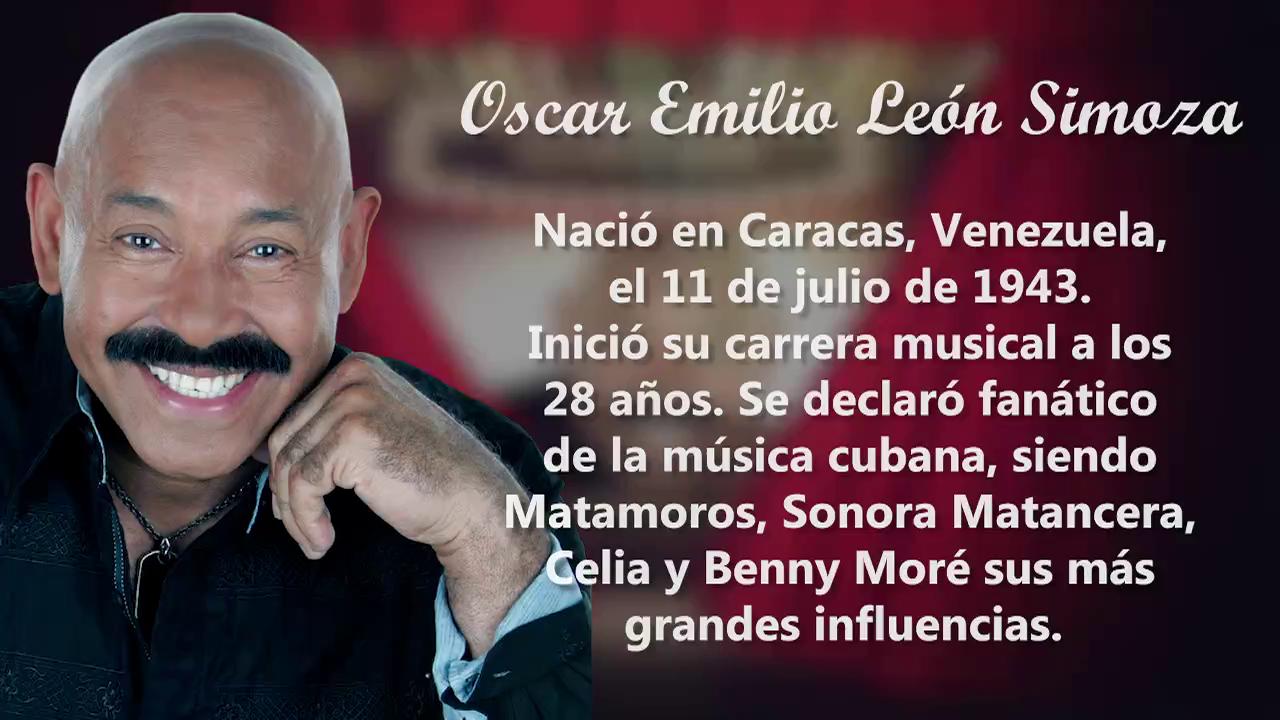 Oscar Emilio León Simoza
Nació en Caracas, Venezuela,
el 11 de julio de 1943.
Inició su carrera musical a los
28 años. Se declaró fanático
de la música cubana, siendo
Matamoros, Sonora Matancera,
Celia y Benny Moré sus más
grandes influencias.